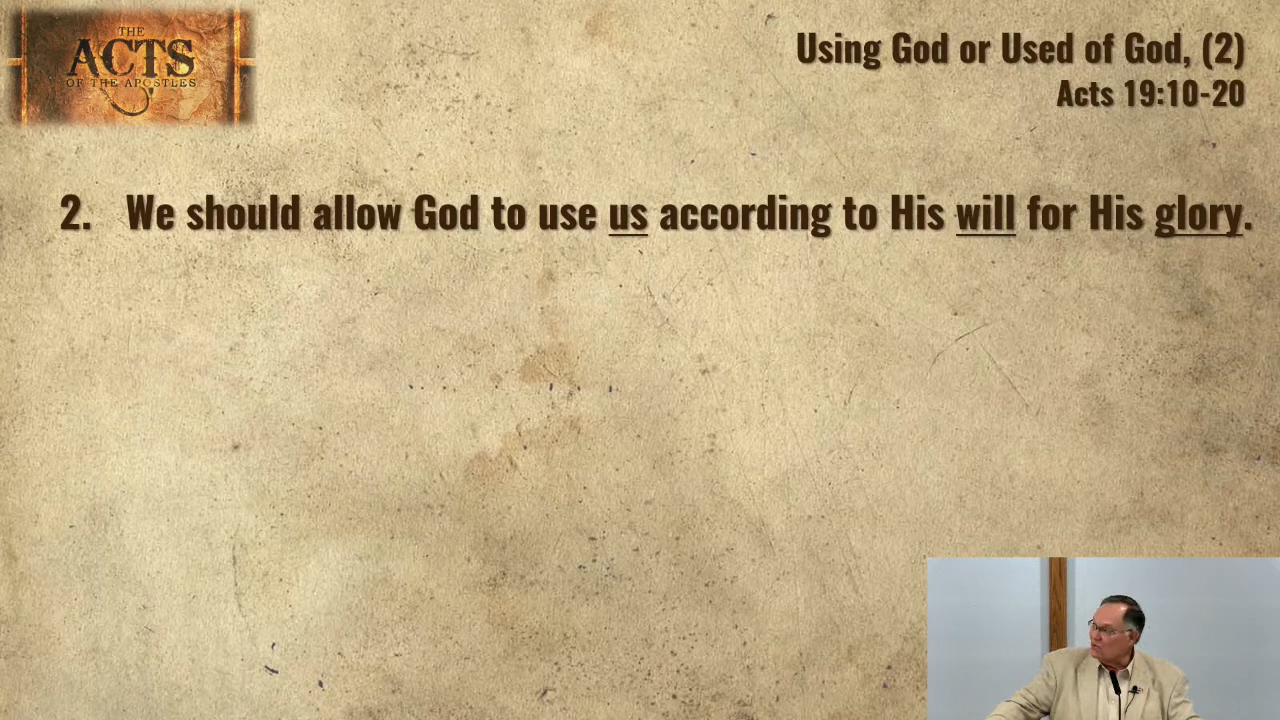 THE
ACTS
OF THE APOSTLES
Using God or Used of God, (2)
Acts 19:10-20
2. We should allow God to use us according to His will for His glory.